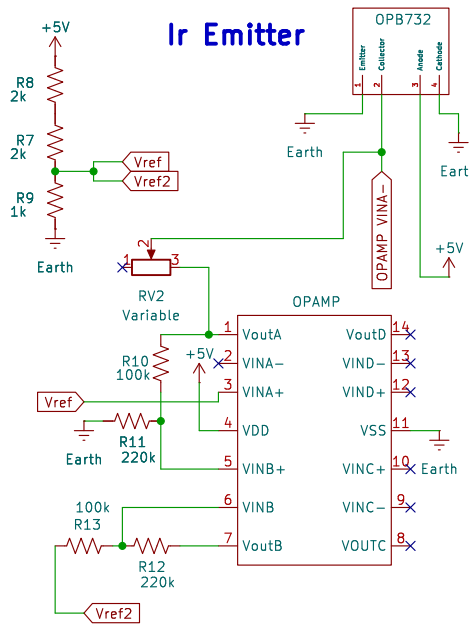 Ir Emitter
OPB732
Emitter
Collector
Anode
Cathode
1
2
3
4
+5V
R8
2k
R7
2k
Vref
Vref2
R9
1k
Earth
Earth
Eart
OPAMP VINA-
+5V
2
1
3
RV2
Variable
OPAMP
1 VoutA
VoutD 14
2 VINA-
VIND- 13
3 VINA+
VIND+ 12
4 VDD
VSS 11
5 VINB+
VINC+ 10
6 VINB
VINC- 9
7 VoutB
VOUTC 8
R10
100k
+5V
Vref
R11
220k
Earth
Earth
100k
R13
R12
220k
Vref2